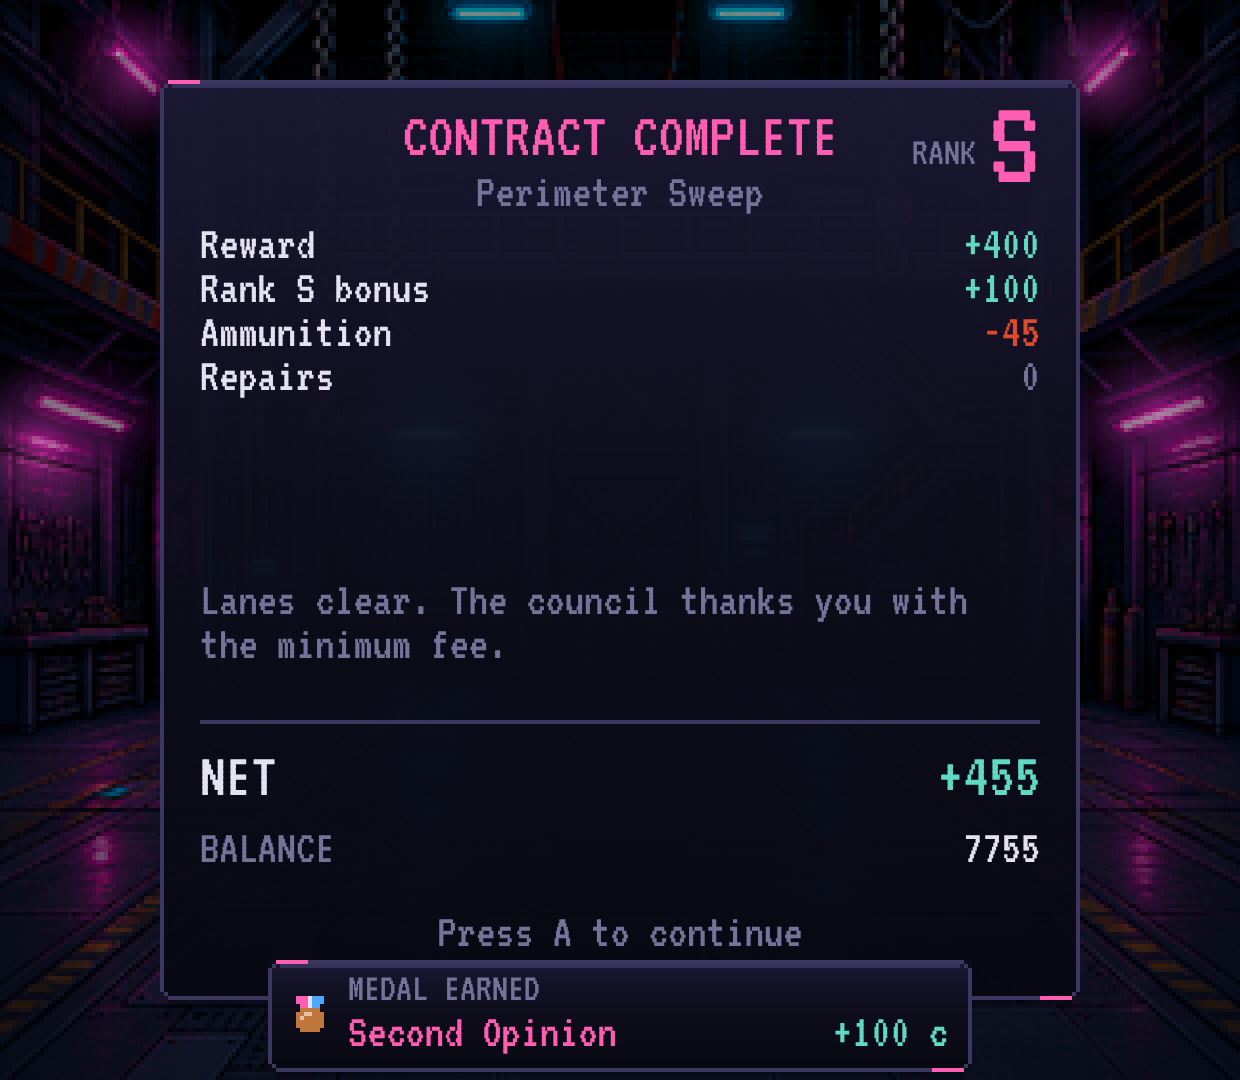 CONTRACT COMPLETE
RANK S
Perimeter Sweep
Reward +400
Rank S bonus +100
Ammunition -45
Repairs 0
Lanes clear. The council thanks you with
the minimum fee.
NET +455
BALANCE 7755
Press A to continue
MEDAL EARNED
Second Opinion +100 c